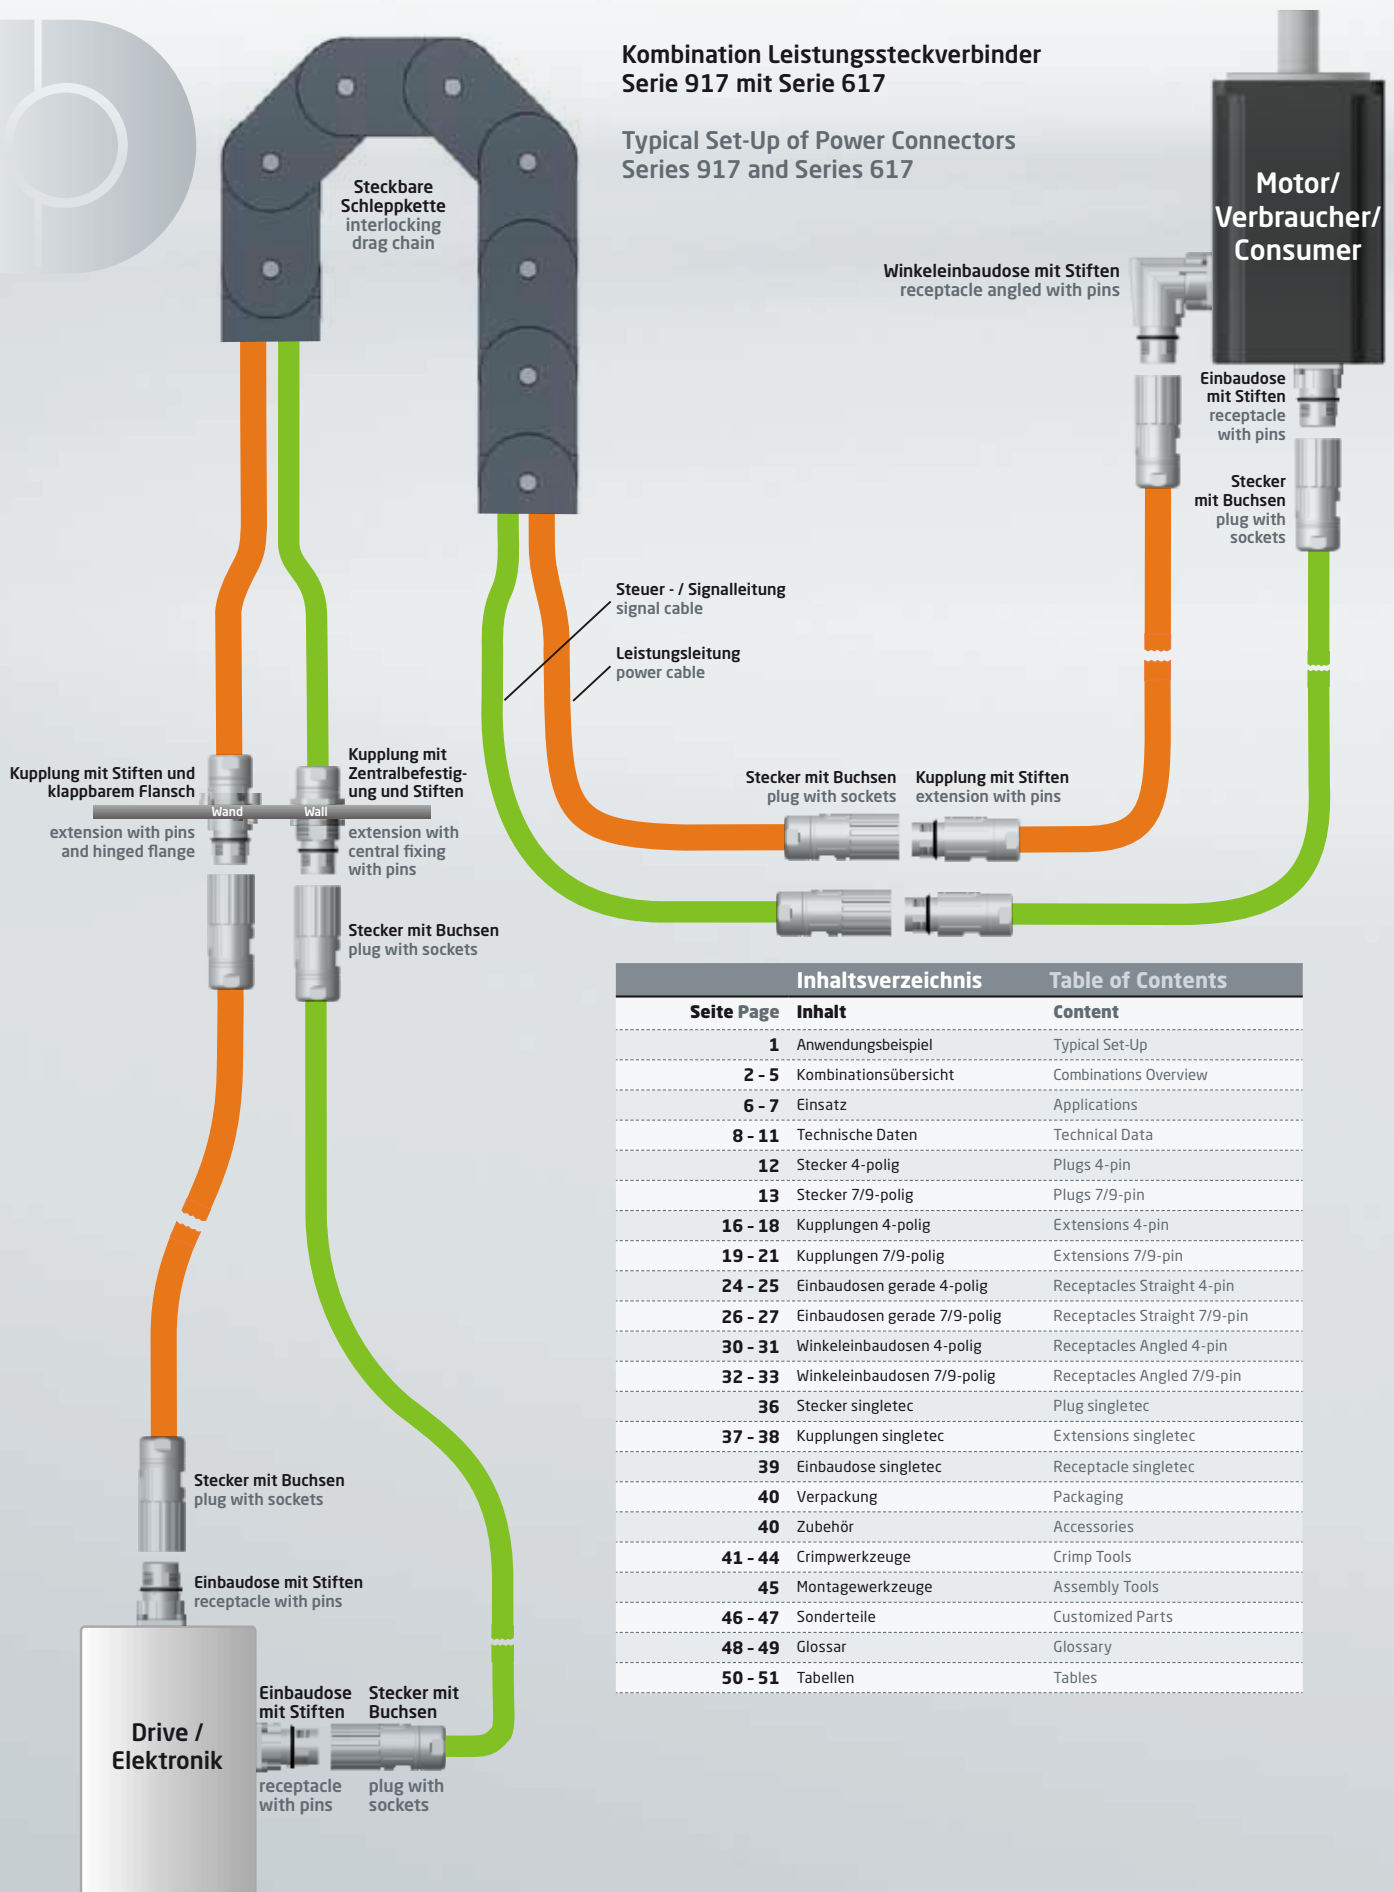 Kombination Leistungssteckverbinder
Serie 917 mit Serie 617
Typical Set-Up of Power Connectors
Series 917 and Series 617
Motor/
Verbraucher/
Consumer
Steckbare
Schleppkette
interlocking
drag chain
Winkeleinbaudose mit Stiften
receptacle angled with pins
Einbaudose
mit Stiften
receptacle
with pins
Stecker
mit Buchsen
plug with
sockets
Steuer - / Signalleitung
signal cable
Leistungsleitung
power cable
Kupplung mit Stiften und
klappbarem Flansch
extension with pins
and hinged flange
Wand
Wall
Kupplung mit
Zentralbefestig-
ung und Stiften
extension with
central fixing
with pins
Stecker mit Buchsen
plug with sockets
Kupplung mit Stiften
extension with pins
Stecker mit Buchsen
plug with sockets
Inhaltsverzeichnis Table of Contents
Seite Page Inhalt Content
1 Anwendungsbeispiel Typical Set-Up
2 – 5 Kombinationsübersicht Combinations Overview
6 – 7 Einsatz Applications
8 – 11 Technische Daten Technical Data
12 Stecker 4-polig Plugs 4-pin
13 Stecker 7/9-polig Plugs 7/9-pin
16 – 18 Kupplungen 4-polig Extensions 4-pin
19 – 21 Kupplungen 7/9-polig Extensions 7/9-pin
24 – 25 Einbaudosen gerade 4-polig Receptacles Straight 4-pin
26 – 27 Einbaudosen gerade 7/9-polig Receptacles Straight 7/9-pin
30 – 31 Winkeleinbaudosen 4-polig Receptacles Angled 4-pin
32 – 33 Winkeleinbaudosen 7/9-polig Receptacles Angled 7/9-pin
36 Stecker singletec Plug singletec
37 – 38 Kupplungen singletec Extensions singletec
39 Einbaudose singletec Receptacle singletec
40 Verpackung Packaging
40 Zubehör Accessories
41 – 44 Crimpwerkzeuge Crimp Tools
45 Montagewerkzeuge Assembly Tools
46 – 47 Sonderteile Customized Parts
48 – 49 Glossar Glossary
50 – 51 Tabellen Tables
Stecker mit Buchsen
plug with sockets
Einbaudose mit Stiften
receptacle with pins
Drive /
Elektronik
Einbaudose
mit Stiften
receptacle
with pins
Stecker mit
Buchsen
plug with
sockets